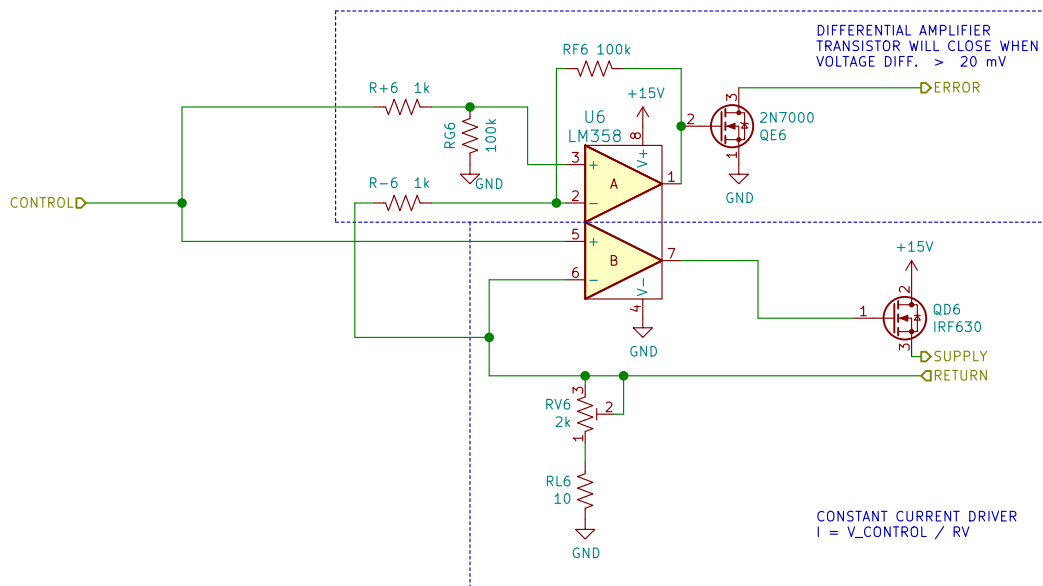 DIFFERENTIAL AMPLIFIER
TRANSISTOR WILL CLOSE WHEN
VOLTAGE DIFF. > 20 mV
RF6 100k
R+6 1k
+15V
3
ERROR
RG6
100k
U6
LM358
8
V+
2
2N7000
QE6
1
GND
3
+
A
1
R-6 1k
2
-
GND
CONTROL
5
+
B
7
6
-
V-
4
GND
+15V
2
1
QD6
IRF630
3
SUPPLY
RETURN
3
RV6
2k
2
1
RL6
10
GND
CONSTANT CURRENT DRIVER
I = V_CONTROL / RV